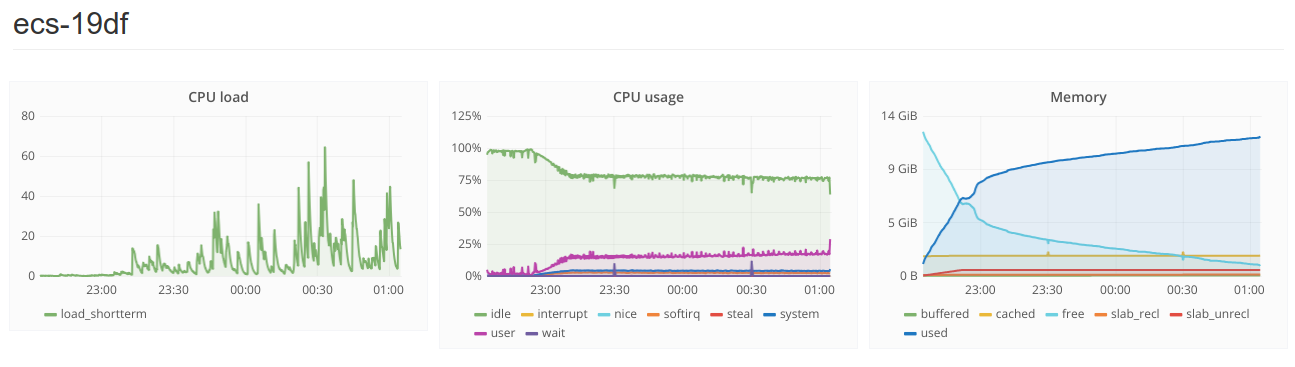 ecs-19df
CPU load
80
60
40
20
0
23:00 23:30 00:00 00:30 01:00
load_shortterm
CPU usage
125%
100%
75%
50%
25%
0%
23:00 23:30 00:00 00:30 01:00
idle interrupt nice softirq steal system
user wait
Memory
14 GiB
9 GiB
5 GiB
0 B
23:00 23:30 00:00 00:30 01:00
buffered cached free slab_recl slab_unrecl
used